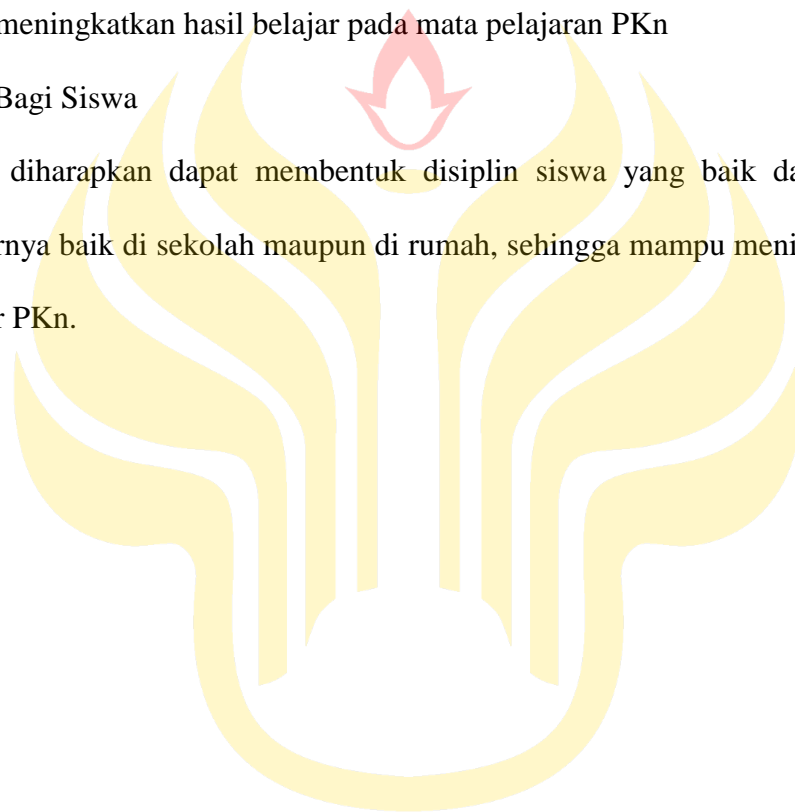 meningkatkan hasil belajar pada mata pelajaran PKn
Bagi Siswa
diharapkan dapat membentuk disiplin siswa yang baik da
rnya baik di sekolah maupun di rumah, sehingga mampu meni
r PKn.